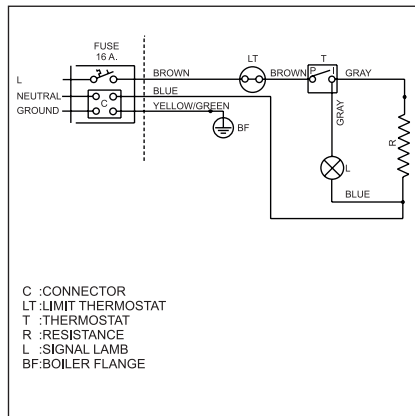 FUSE
16 A.
LT
T
L
BROWN
BROWN
P I
GRAY
NEUTRAL
C
BLUE
GROUND
YELLOW/GREEN
GRAY
BF
R
L
BLUE
C :CONNECTOR
LT:LIMIT THERMOSTAT
T :THERMOSTAT
R :RESISTANCE
L :SIGNAL LAMB
BF:BOILER FLANGE